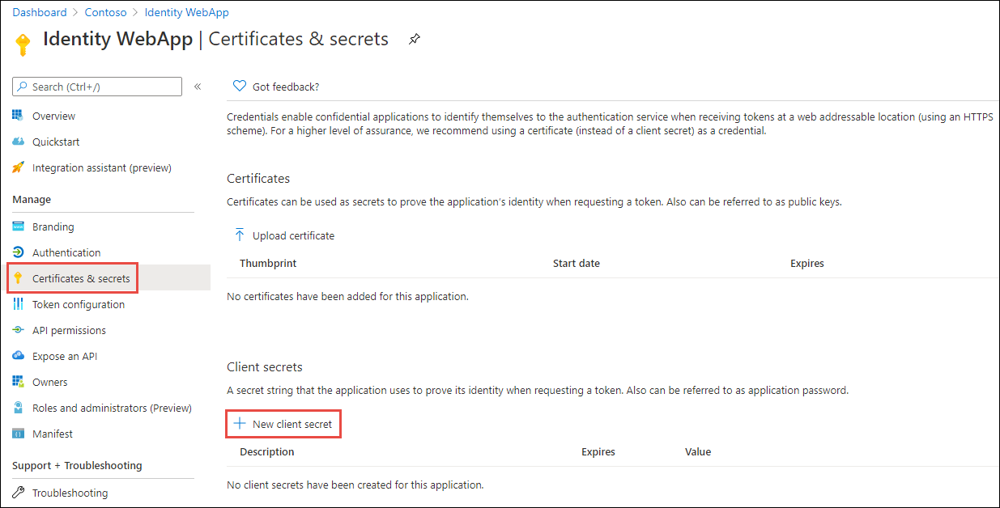 Dashboard > Contoso > Identity WebApp
Identity WebApp | Certificates & secrets
Search (Ctrl+/)
«
Overview
Quickstart
Integration assistant (preview)
Manage
Branding
Authentication
Certificates & secrets
Token configuration
API permissions
Expose an API
Owners
Roles and administrators (Preview)
Manifest
Support + Troubleshooting
Troubleshooting
Got feedback?
Credentials enable confidential applications to identify themselves to the authentication service when receiving tokens at a web addressable location (using an HTTPS
scheme). For a higher level of assurance, we recommend using a certificate (instead of a client secret) as a credential.
Certificates
Certificates can be used as secrets to prove the application's identity when requesting a token. Also can be referred to as public keys.
Upload certificate
Thumbprint Start date Expires
No certificates have been added for this application.
Client secrets
A secret string that the application uses to prove its identity when requesting a token. Also can be referred to as application password.
New client secret
Description Expires Value
No client secrets have been created for this application.